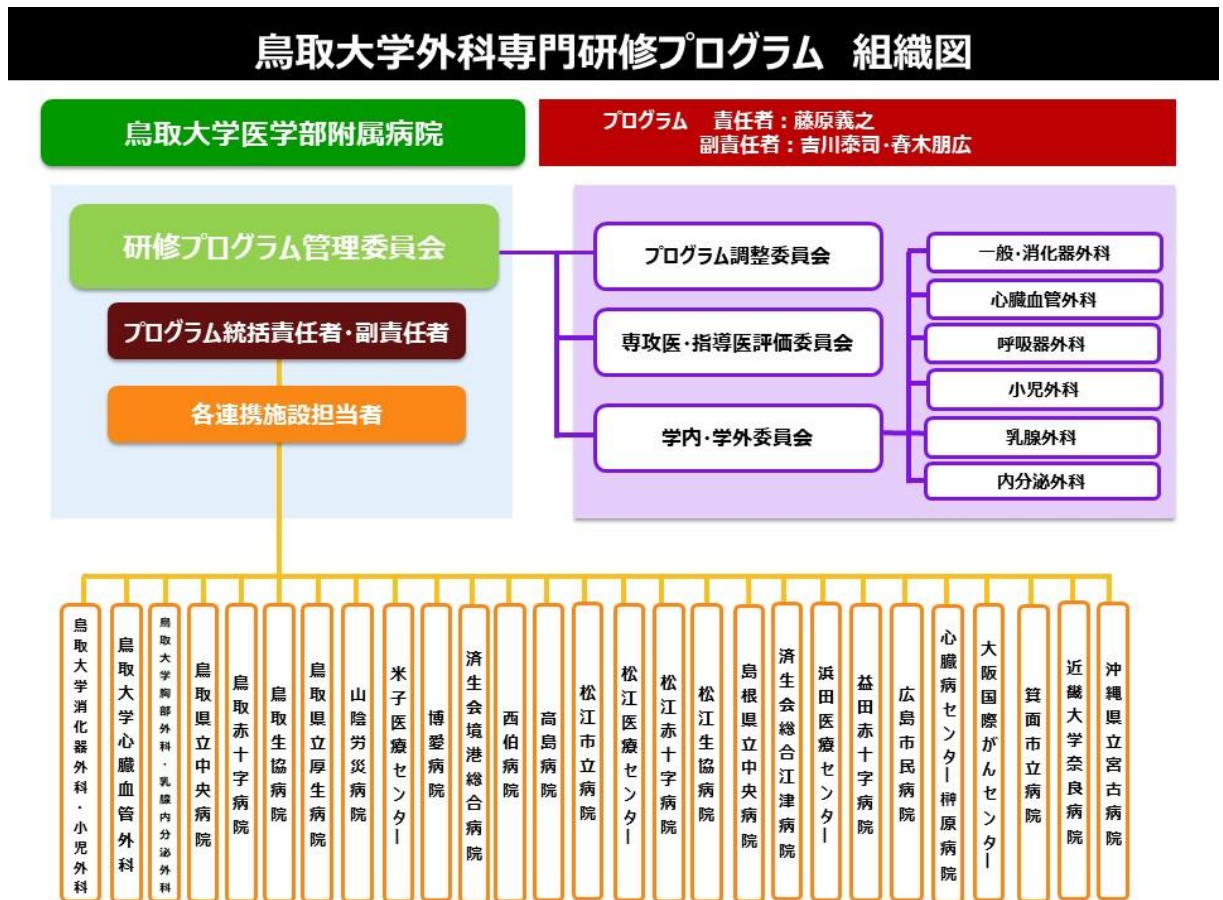 鳥取大学外科専門研修プログラム 組織図
鳥取大学医学部附属病院
プログラム 責任者：藤原義之
副責任者：吉川泰司･春木朋広
研修プログラム管理委員会
プログラム統括責任者･副責任者
各連携施設担当者
プログラム調整委員会
専攻医･指導医評価委員会
学内･学外委員会
一般･消化器外科
心臓血管外科
呼吸器外科
小児外科
乳腺外科
内分泌外科
鳥取大学消化器外科・小児外科
鳥取大学心臓血管外科
鳥取大学胸部外科・乳腺内分泌外科
鳥取県立中央病院
鳥取赤十字病院
鳥取生協病院
鳥取県立厚生病院
山陰労災病院
米子医療センター
博愛病院
済生会境港総合病院
西伯病院
高島病院
松江市立病院
松江医療センター
松江赤十字病院
松江生協病院
島根県立中央病院
済生会総合江津病院
浜田医療センター
益田赤十字病院
広島市民病院
心臓病センター榊原病院
大阪国際がんセンター
箕面市立病院
近畿大学奈良病院
沖縄県立宮古病院